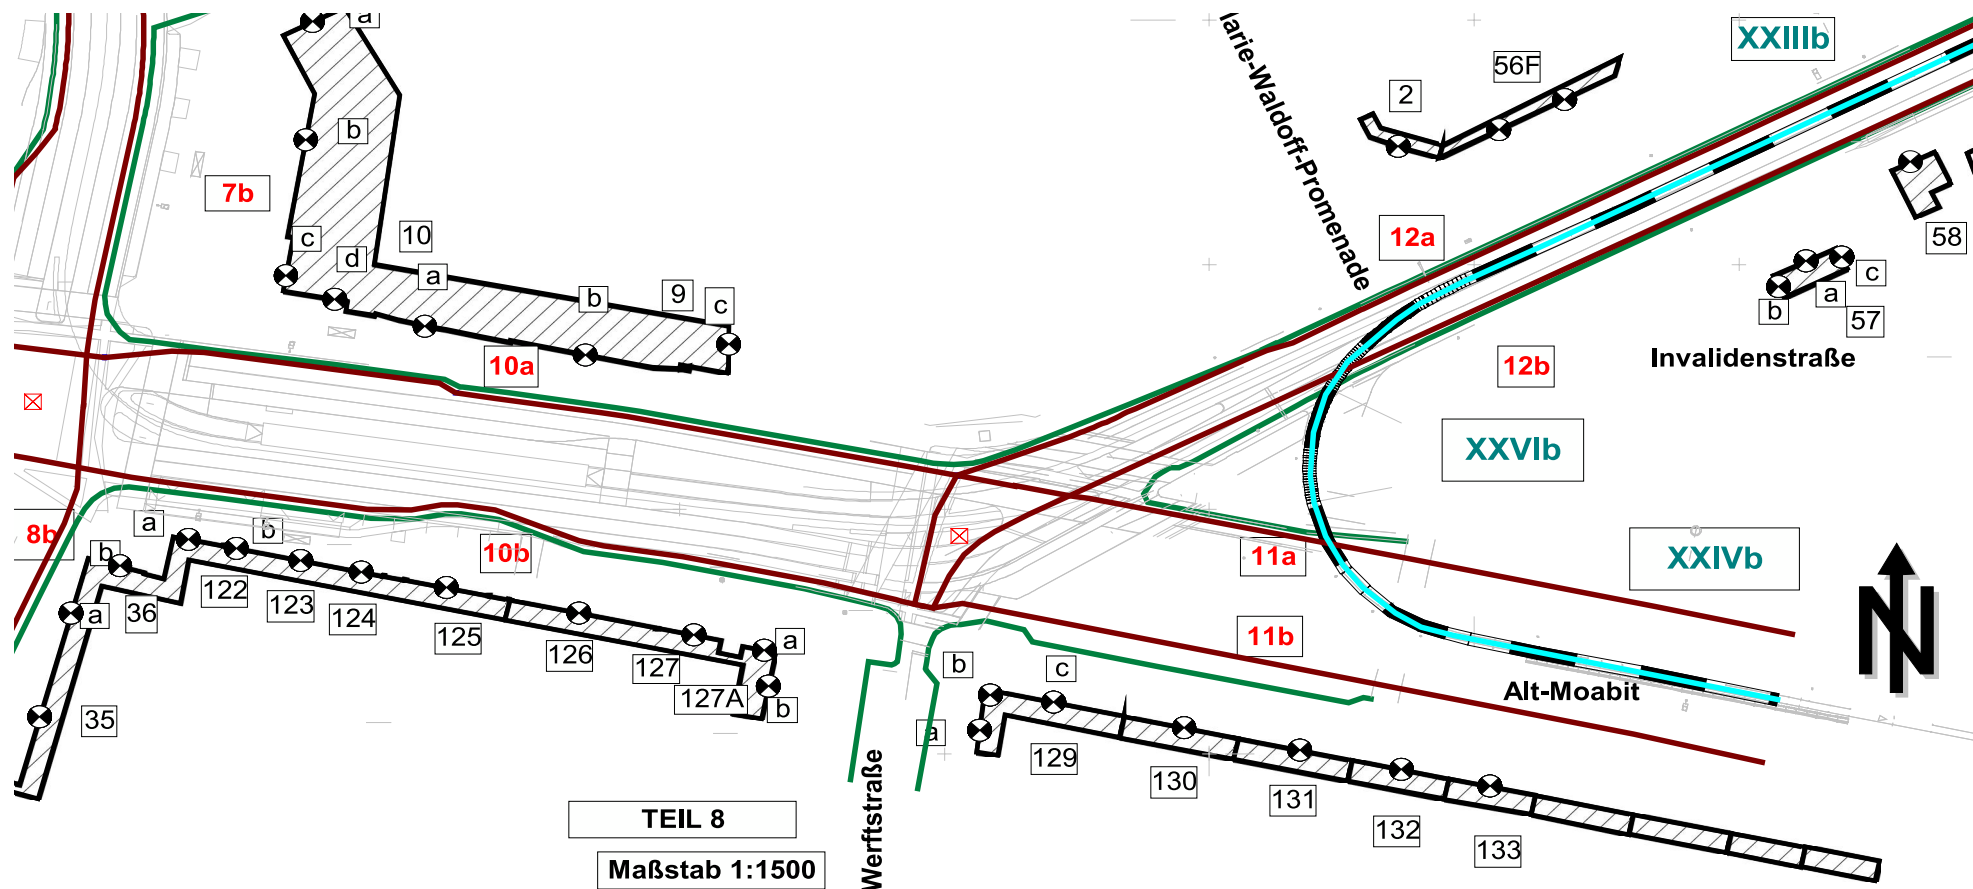 a
XXIIIb
Marie-Waldoff-Promenade
56F
2
b
7b
10
12a
c
d
a
b
9
c
58
c
a
b
57
10a
12b
Invalidenstraße
XXVIb
8b
a
b
b
10b
11a
XXIVb
a
36
122
123
124
125
126
127
127A
a
b
11b
b
c
a
Alt-Moabit
N
35
129
130
131
132
133
Werftstraße
TEIL 8
Maßstab 1:1500